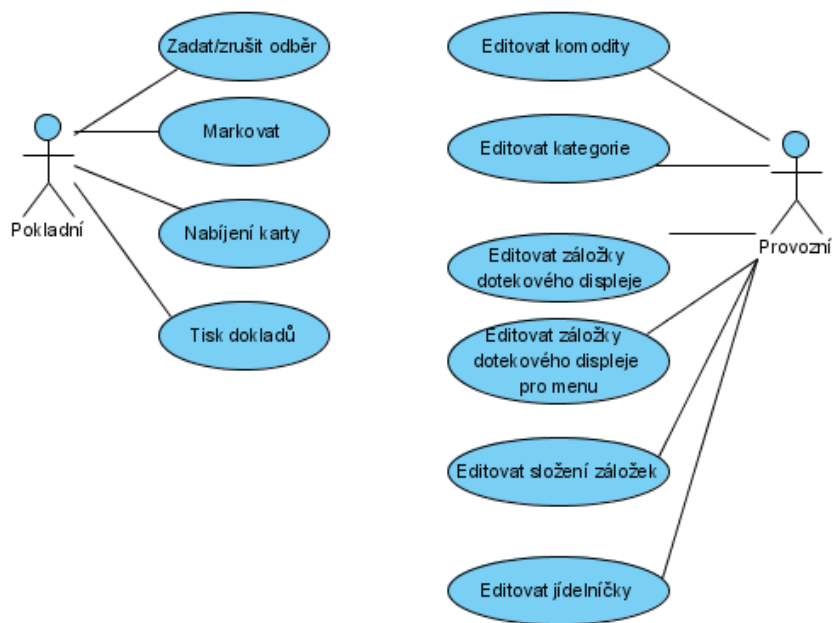 Zadat/zrušit odběr
Markovat
Pokladní
Nabíjení karty
Tisk dokladů
Editovat komodity
Editovat kategorie
Provozní
Editovat záložky
dotekového displeje
Editovat záložky
dotekového displeje
pro menu
Editovat složení záložek
Editovat jídelníčky